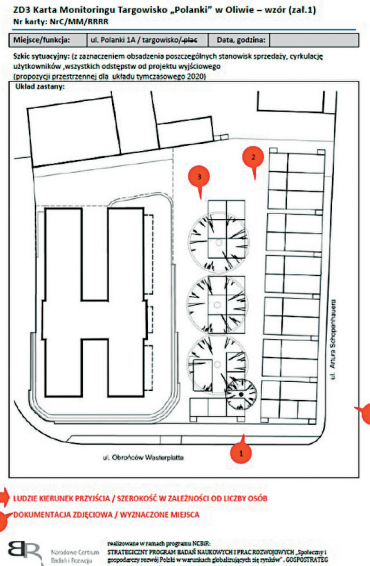 ZD3 Karta Monitoringu Targowisko „Polanki” w Oliwie – wzór (zał.1)
Nr karty: NrC/MM/RRRR
Miejsce/funkcja: ul. Polanki 1A / targowisko/ plac Data, godzina:
Szkic sytuacyjny: (z zaznaczeniem obsadzenia poszczególnych stanowisk sprzedaży, cyrkulację
użytkowników ,wszystkich odstępstw od projektu wyjściowego
(propozycji przestrzennej dla układu tymczasowego 2020)
Układ zastany:
2
3
ul. Artura Schopenhauera
1
ul. Obrońców Wasterplatta
LUDZIE KIERUNEK PRZYJŚCIA / SZEROKOŚĆ W ZALEŻNOŚCI OD LICZBY OSÓB
DOKUMENTACJA ZDJĘCIOWA / WYZNACZONE MIEJSCA
Narodowe Centrum
Badań i Rozwoju
realizowane w ramach programu NCBiR:
STRATEGICZNY PROGRAM BADAŃ NAUKOWYCH I PRAC ROZWOJOWYCH „Społeczny i
gospodarczy rozwój Polski w warunkach globalizujących się rynków”. GOSPOSTRATEG